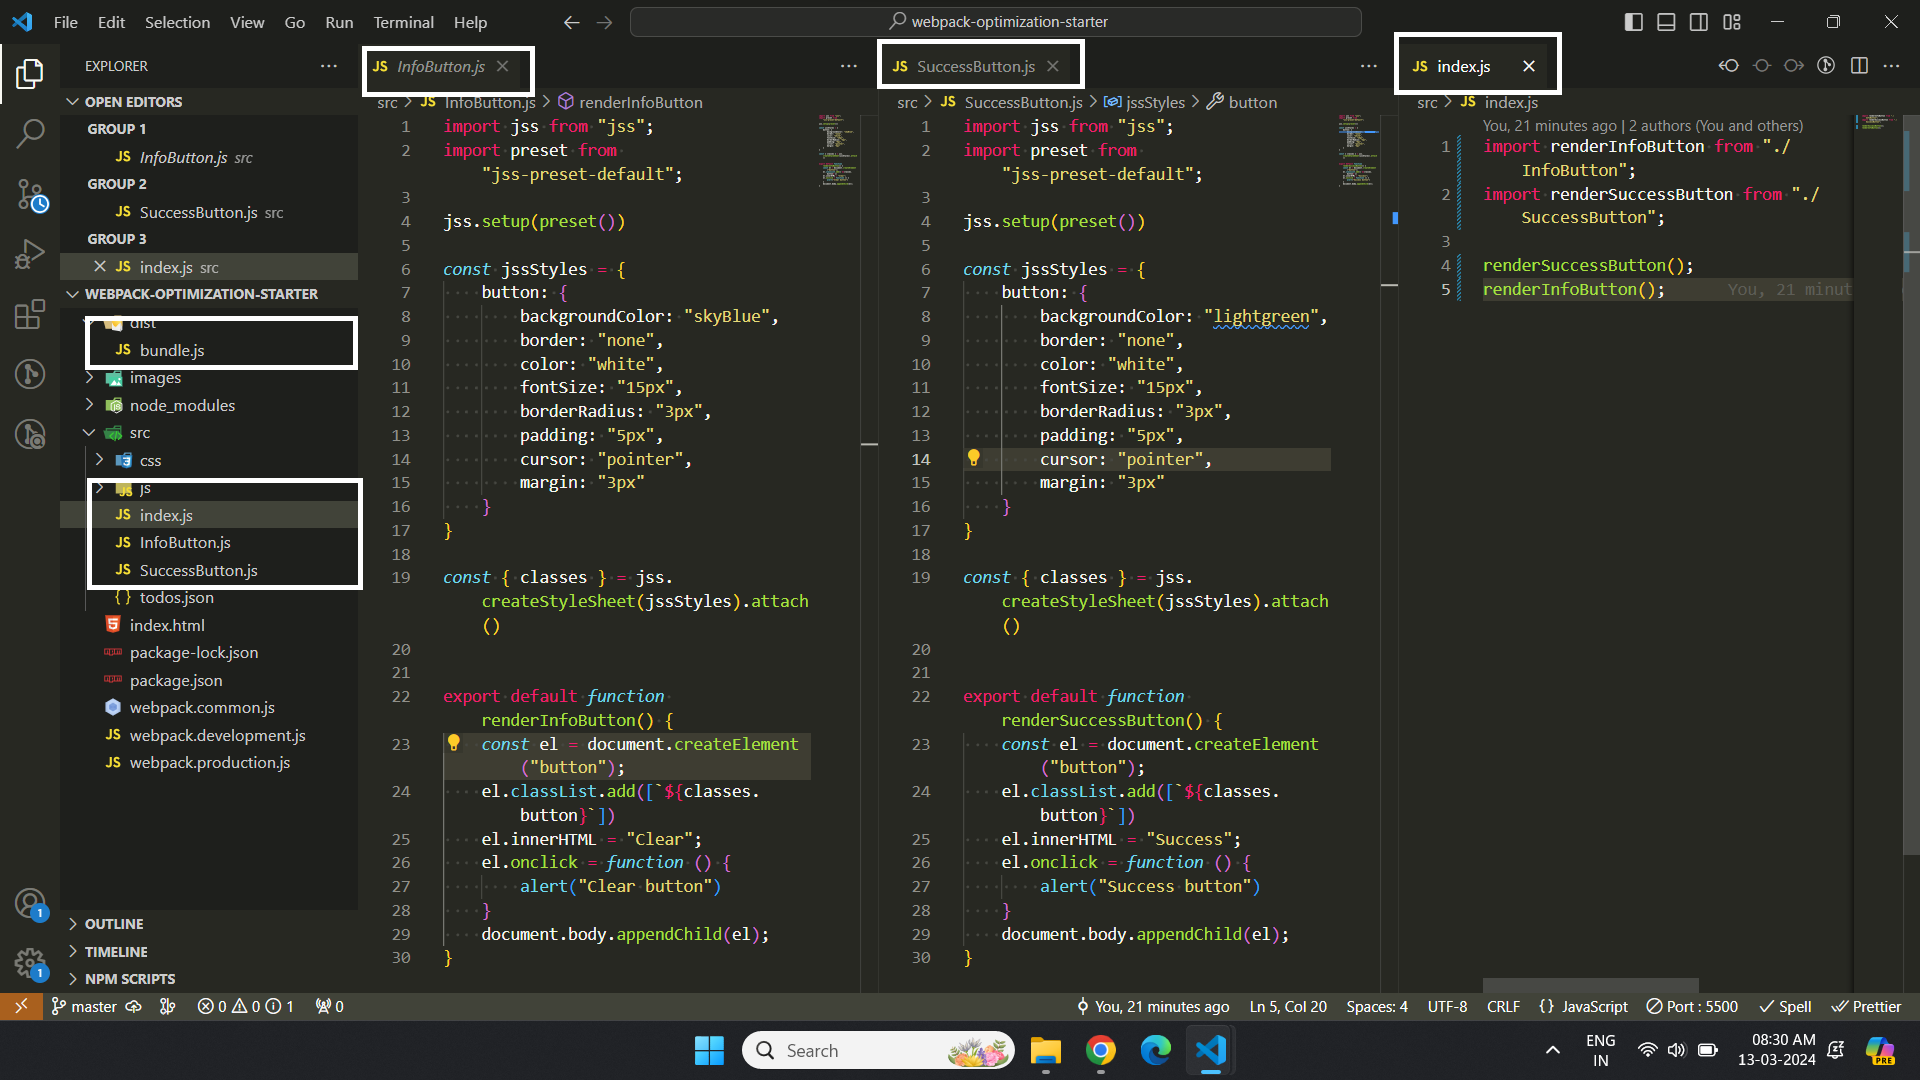 File Edit Selection View Go Run Terminal Help
webpack-optimization-starter
EXPLORER
OPEN EDITORS
GROUP 1
JS InfoButton.js src
GROUP 2
JS SuccessButton.js src
GROUP 3
JS index.js src
WEBPACK-OPTIMIZATION-STARTER
dist
JS bundle.js
images
node_modules
src
css
js
JS index.js
JS InfoButton.js
JS SuccessButton.js
{} todos.json
index.html
package-lock.json
package.json
webpack.common.js
JS webpack.development.js
JS webpack.production.js
OUTLINE
TIMELINE
NPM SCRIPTS
JS InfoButton.js
src > JS InfoButton.js > renderInfoButton
1 import jss from "jss";
2 import preset from
"jss-preset-default";
3
4 jss.setup(preset())
5
6 const jssStyles = {
7 button: {
8 backgroundColor: "skyBlue",
9 border: "none",
10 color: "white",
11 fontSize: "15px",
12 borderRadius: "3px",
13 padding: "5px",
14 cursor: "pointer",
15 margin: "3px"
16 }
17 }
18
19 const { classes } = jss.
createStyleSheet(jssStyles).attach
()
20
21
22 export default function
renderInfoButton() {
23 const el = document.createElement
("button");
24 el.classList.add([`${classes.
button}`])
25 el.innerHTML = "Clear";
26 el.onclick = function () {
27 alert("Clear button")
28 }
29 document.body.appendChild(el);
30 }
JS SuccessButton.js
src > JS SuccessButton.js > jssStyles > button
1 import jss from "jss";
2 import preset from
"jss-preset-default";
3
4 jss.setup(preset())
5
6 const jssStyles = {
7 button: {
8 backgroundColor: "lightgreen",
9 border: "none",
10 color: "white",
11 fontSize: "15px",
12 borderRadius: "3px",
13 padding: "5px",
14 cursor: "pointer",
15 margin: "3px"
16 }
17 }
18
19 const { classes } = jss.
createStyleSheet(jssStyles).attach
()
20
21
22 export default function
renderSuccessButton() {
23 const el = document.createElement
("button");
24 el.classList.add([`${classes.
button}`])
25 el.innerHTML = "Success";
26 el.onclick = function () {
27 alert("Success button")
28 }
29 document.body.appendChild(el);
30 }
JS index.js
src > JS index.js
You, 21 minutes ago | 2 authors (You and others)
1 import renderInfoButton from "./
InfoButton";
2 import renderSuccessButton from "./
SuccessButton";
3
4 renderSuccessButton();
5 renderInfoButton(); You, 21 minut
1
1
master 0 0 1 0
You, 21 minutes ago Ln 5, Col 20 Spaces: 4 UTF-8 CRLF {} JavaScript Port : 5500 Spell Prettier
Search
ENG
IN
08:30 AM
13-03-2024
PRE